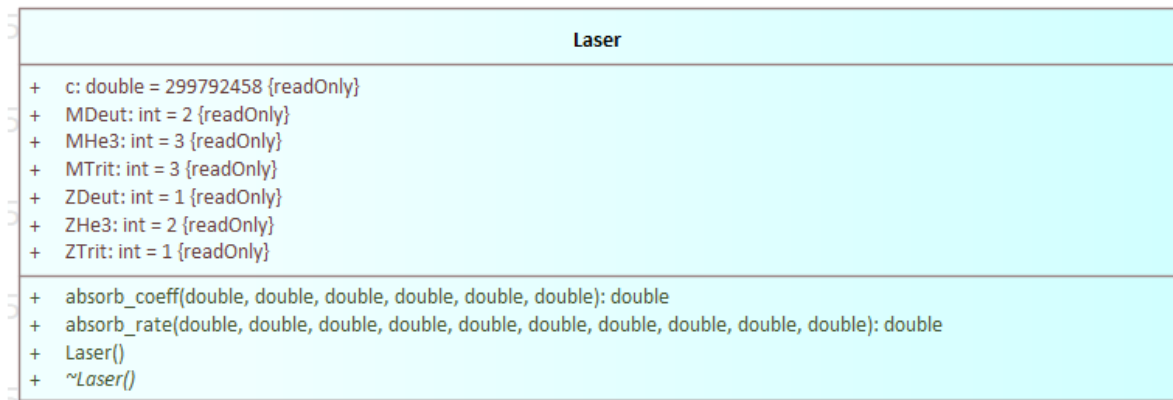 Laser
+ c: double = 299792458 {readOnly}
+ MDeut: int = 2 {readOnly}
+ MHe3: int = 3 {readOnly}
+ MTrit: int = 3 {readOnly}
+ ZDeut: int = 1 {readOnly}
+ ZHe3: int = 2 {readOnly}
+ ZTrit: int = 1 {readOnly}
+ absorb_coeff(double, double, double, double, double, double): double
+ absorb_rate(double, double, double, double, double, double, double, double, double, double): double
+ Laser()
+ ~Laser()